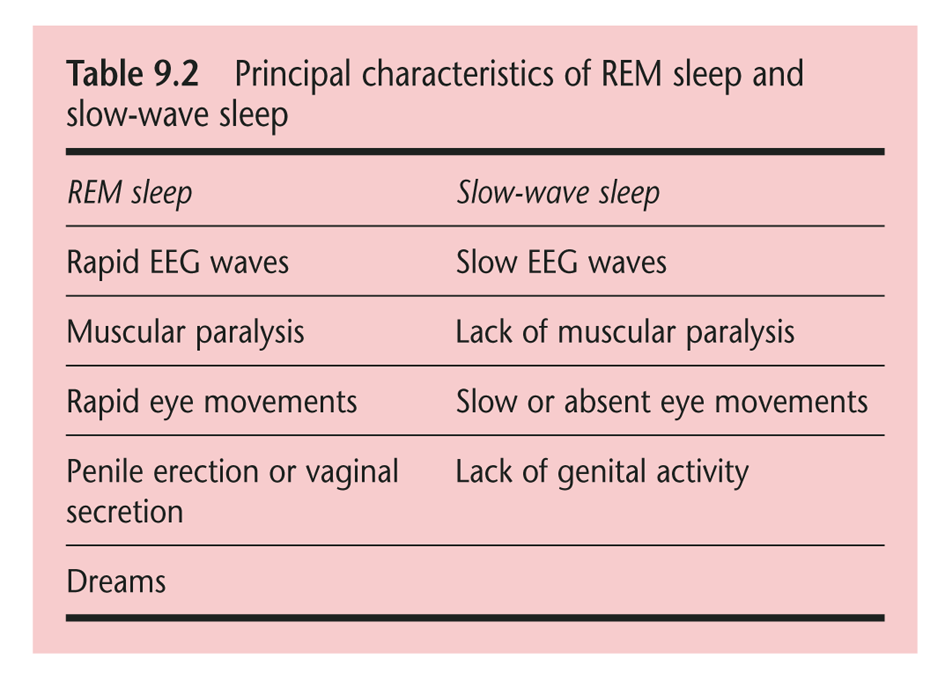 Table 9.2 Principal characteristics of REM sleep and
slow-wave sleep
REM sleep Slow-wave sleep
Rapid EEG waves Slow EEG waves
Muscular paralysis Lack of muscular paralysis
Rapid eye movements Slow or absent eye movements
Penile erection or vaginal Lack of genital activity
secretion
Dreams